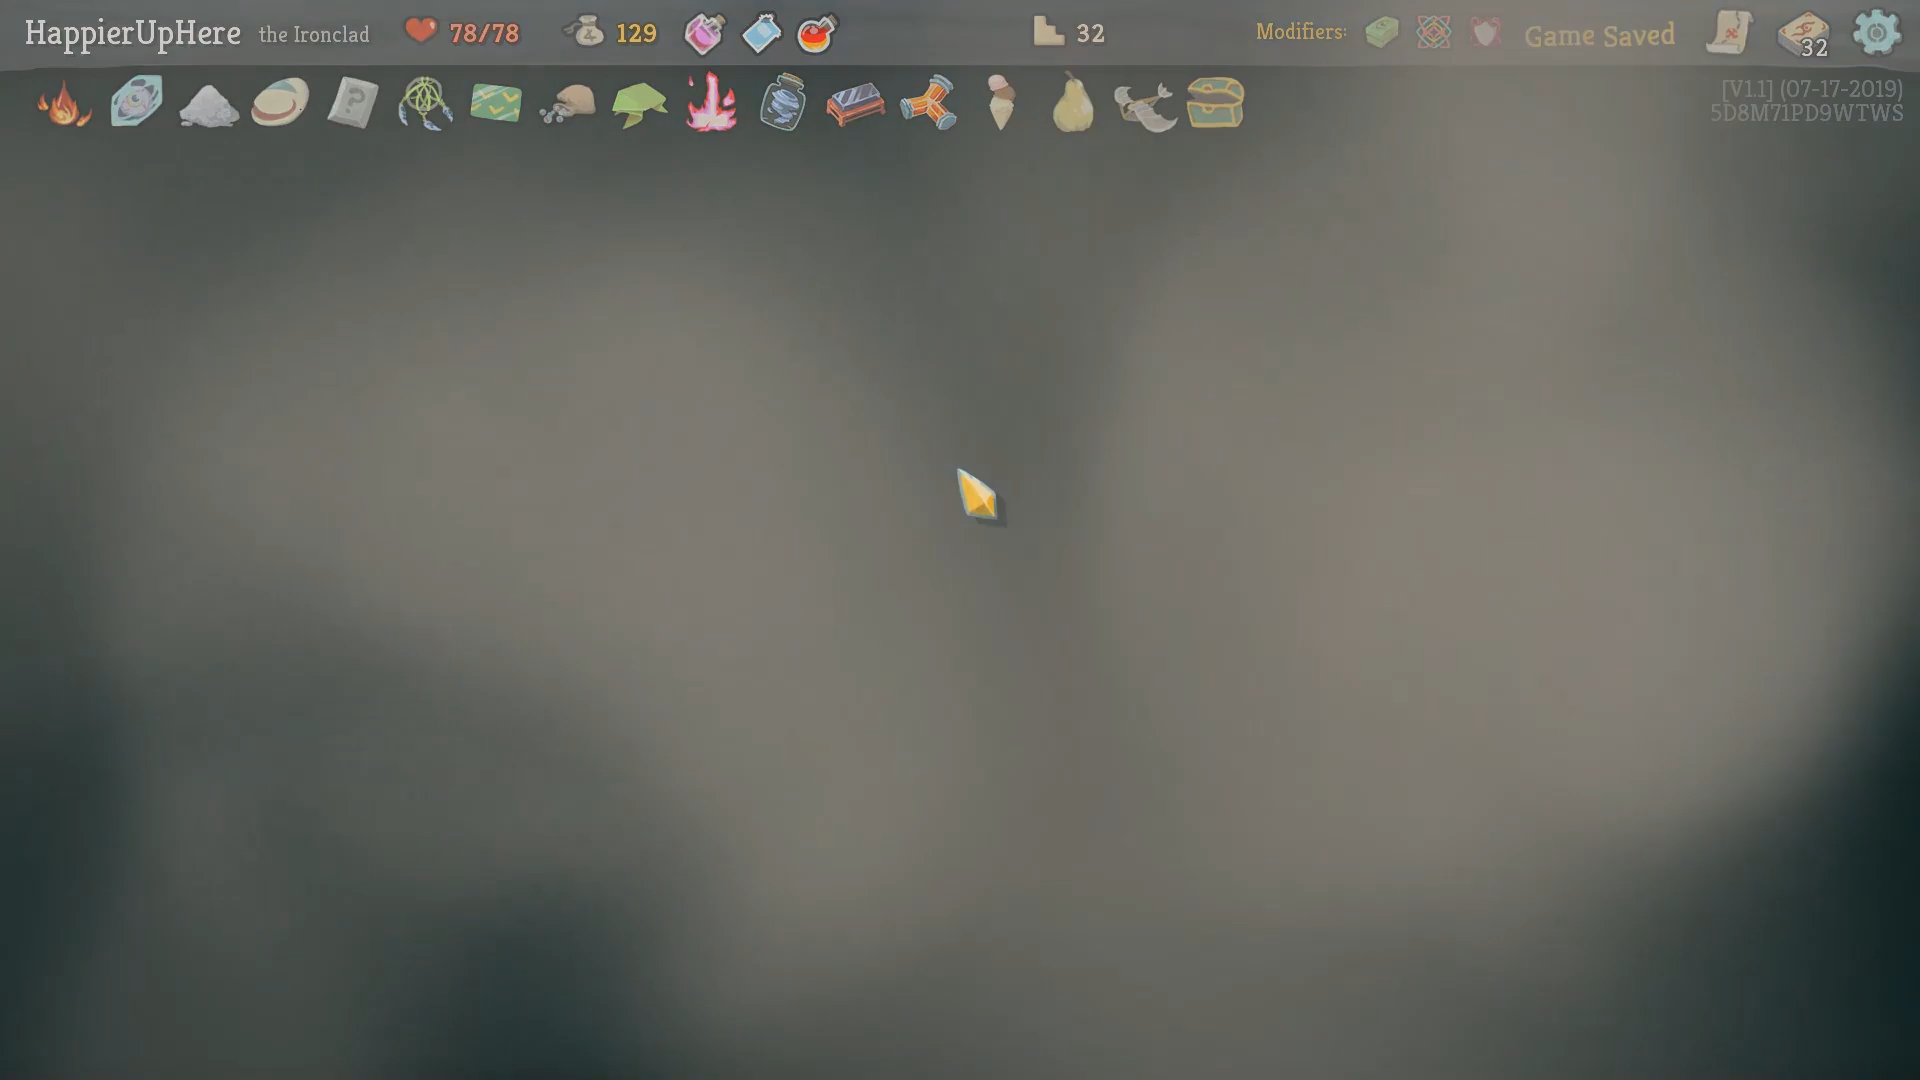 HappierUpHere the Ironclad 78/78 129 32 Modifiers: Game Saved 32
[V1.1] (07-17-2019)
5D8M71PD9WTWS